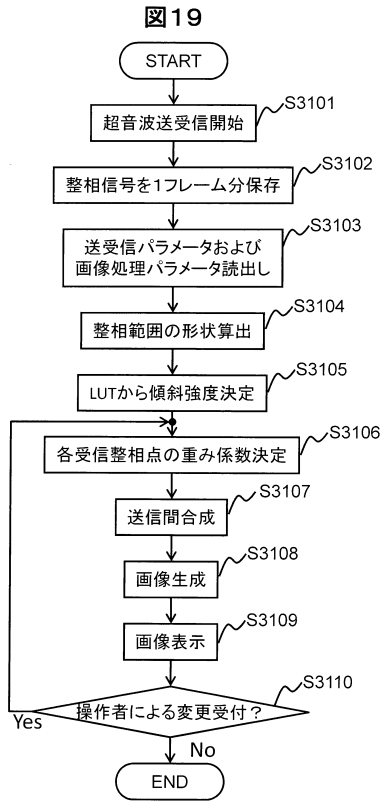 図19
START
S3101
超音波送受信開始
S3102
整相信号を1フレーム分保存
S3103
送受信パラメータおよび
画像処理パラメータ読出し
S3104
整相範囲の形状算出
S3105
LUTから傾斜強度決定
S3106
各受信整相点の重み係数決定
S3107
送信間合成
S3108
画像生成
S3109
画像表示
S3110
操作者による変更受付？
Yes
No
END